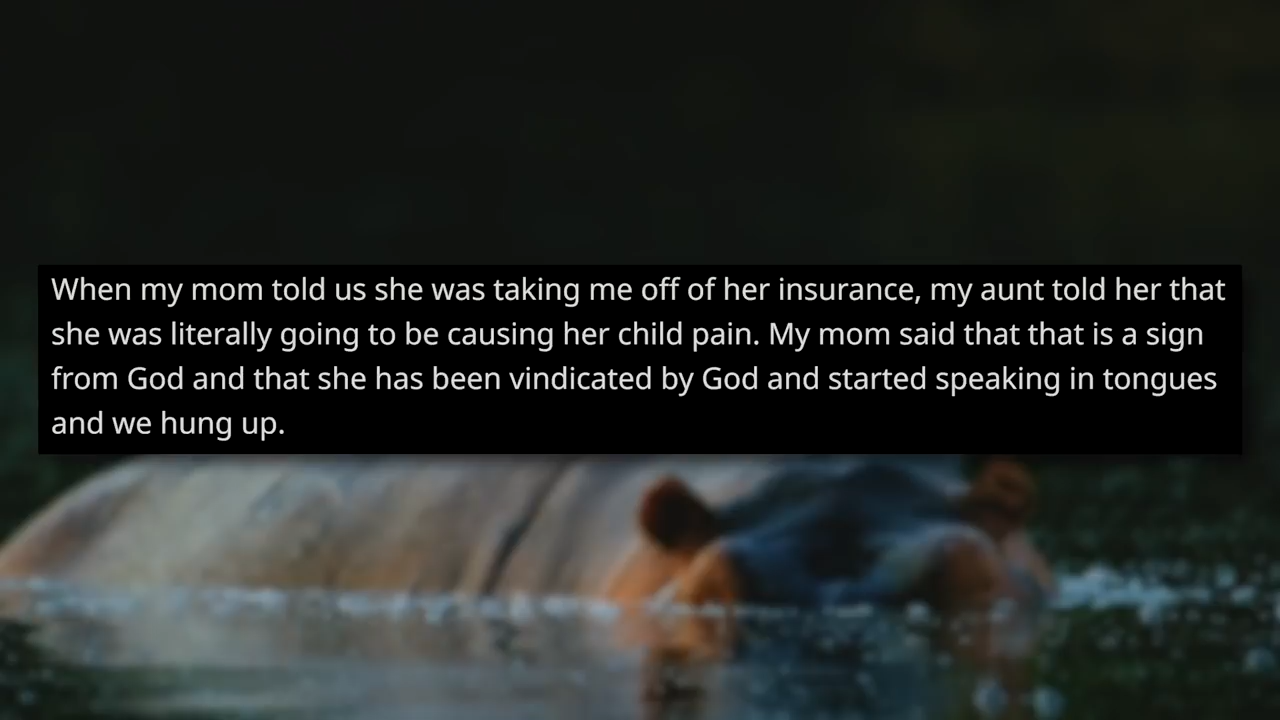 When my mom told us she was taking me off of her insurance, my aunt told her that
she was literally going to be causing her child pain. My mom said that that is a sign
from God and that she has been vindicated by God and started speaking in tongues
and we hung up.